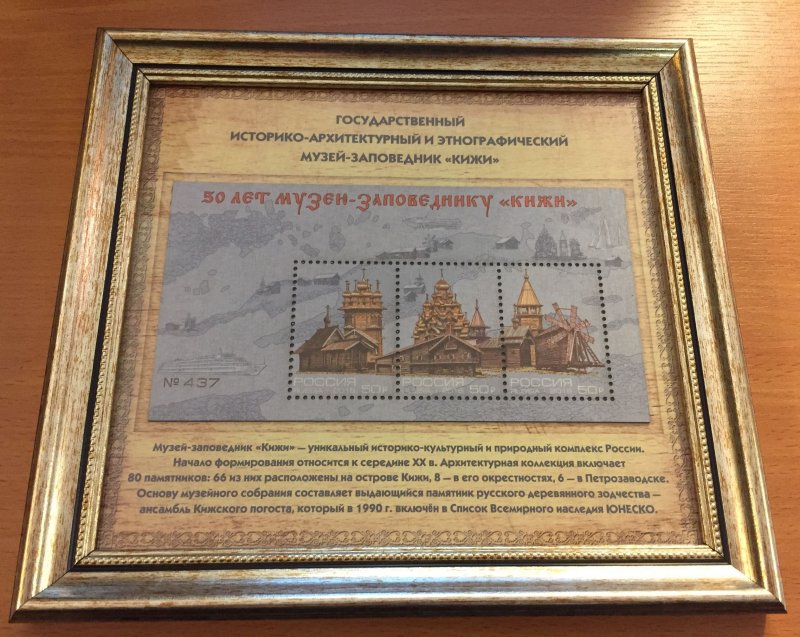 ГОСУДАРСТВЕННЫЙ
ИСТОРИКО-АРХИТЕКТУРНЫЙ И ЭТНОГРАФИЧЕСКИЙ
МУЗЕЙ-ЗАПОВЕДНИК «КИЖИ»
50 ЛЕТ МУЗЕЮ-ЗАПОВЕДНИКУ «КИЖИ»
РОССИЯ 50 Р
РОССИЯ 50 Р
РОССИЯ 50 Р
№ 437
Музей-заповедник «Кижи» — уникальный историко-культурный и природный комплекс России.
Начало формирования относится к середине XX в. Архитектурная коллекция включает
80 памятников: 66 из них расположены на острове Кижи, 8 — в его окрестностях, 6 — в Петрозаводске.
Основу музейного собрания составляет выдающийся памятник русского деревянного зодчества —
ансамбль Кижского погоста, который в 1990 г. включён в Список Всемирного наследия ЮНЕСКО.